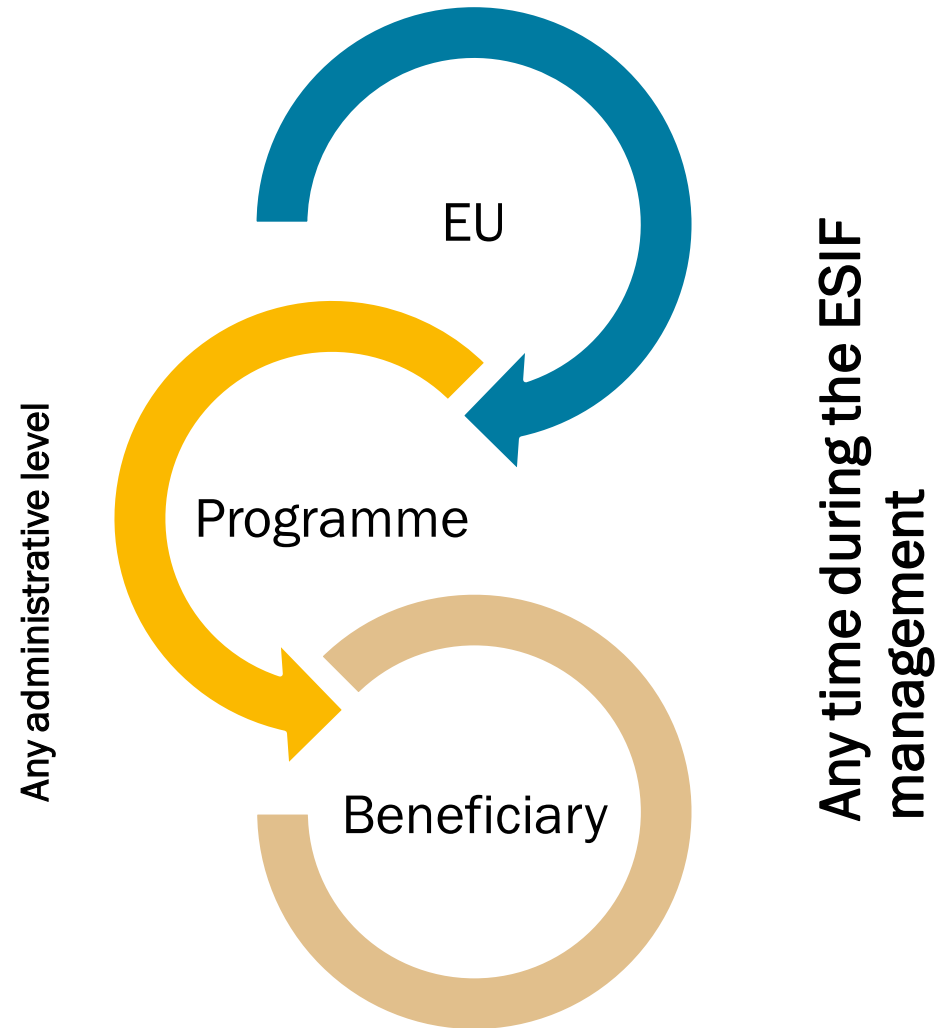 EU
Programme
Beneficiary
Any administrative level
Any time during the ESIF
management